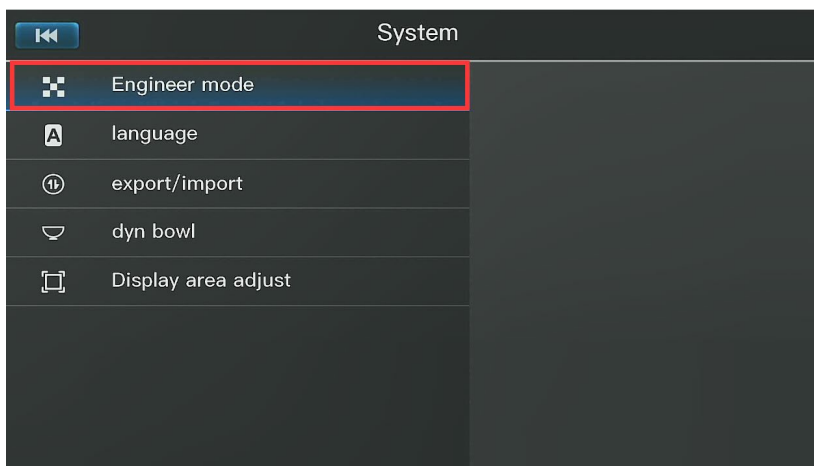 System
Engineer mode
A
language
export/import
dyn bowl
Display area adjust